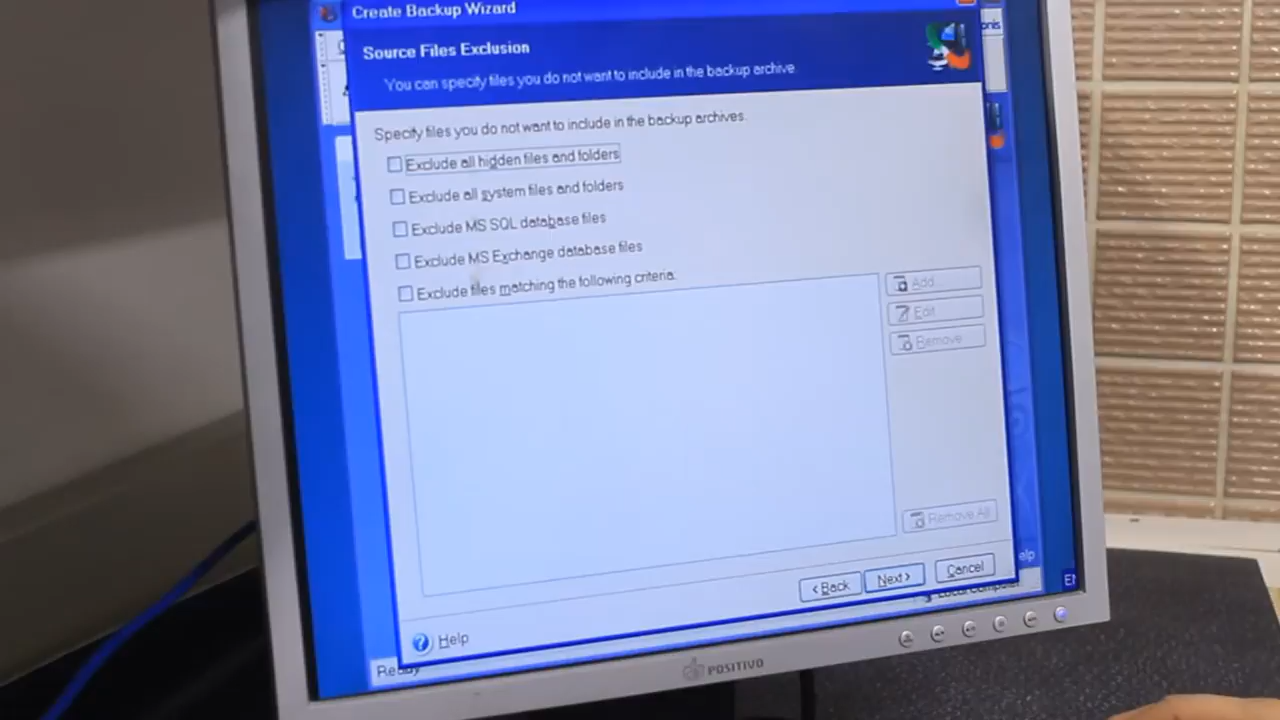 Create Backup Wizard
Source Files Exclusion
You can specify files you do not want to include in the backup archive.
Specify files you do not want to include in the backup archives.
Exclude all hidden files and folders
Exclude all system files and folders
Exclude MS SQL database files
Exclude MS Exchange database files
Exclude files matching the following criteria:
Add...
Edit
Remove
Remove All
< Back
Next >
Cancel
Help
Ready
POSITIVO